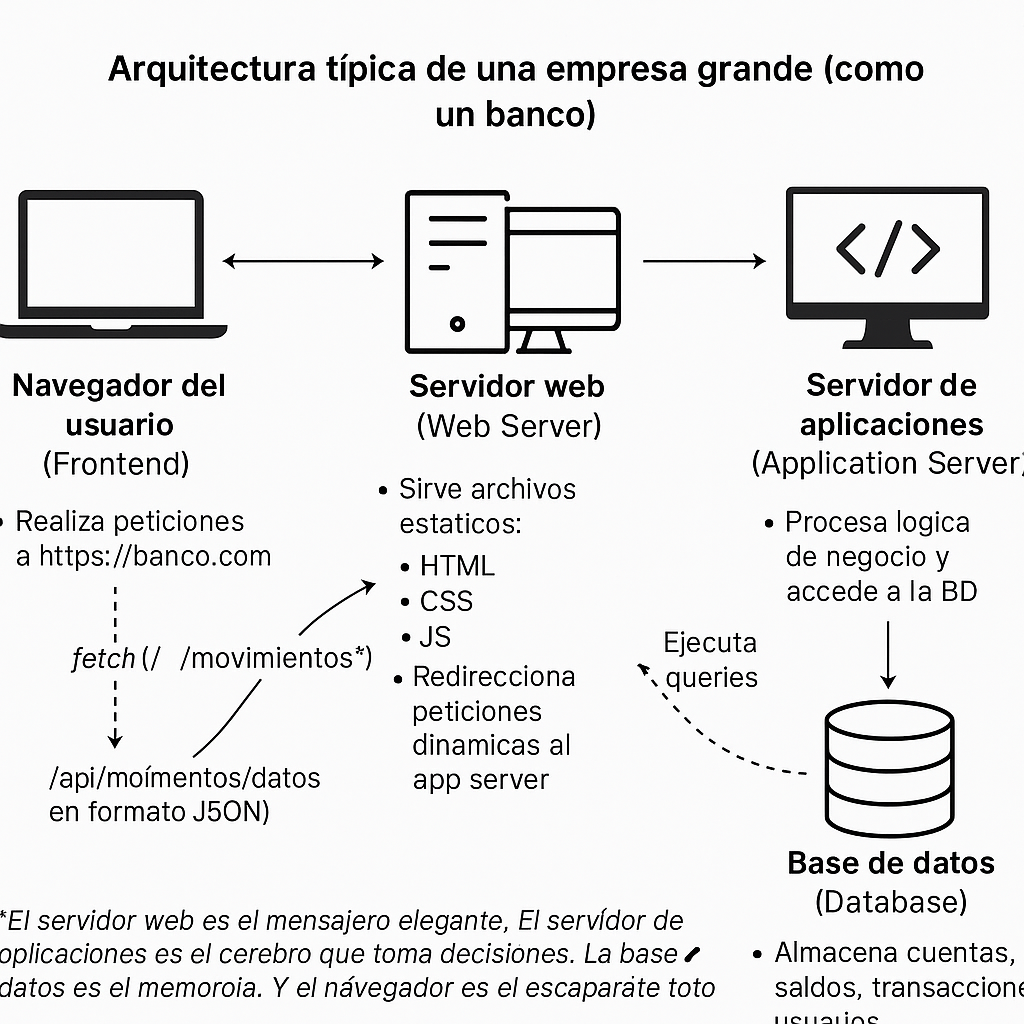 Arquitectura típica de una empresa grande (como
un banco)
Navegador del
usuario
(Frontend)
• Realiza peticiones
a https://banco.com
fetch (/ /movimientos*)
/api/moímentos/datos
en formato J5ON)
Servidor web
(Web Server)
• Sirve archivos
estaticos:
• HTML
• CSS
• JS
• Redirecciona
peticiones
dinamicas al
app server
</>
Servidor de
aplicaciones
(Application Server)
• Procesa logica
de negocio y
accede a la BD
Ejecuta
queries
Base de datos
(Database)
• Almacena cuentas,
saldos, transaccione
usuarios
*El servidor web es el mensajero elegante, El servídor de
oplicaciones es el cerebro que toma decisiones. La base
datos es el memoroia. Y el návegador es el escaparäte toto